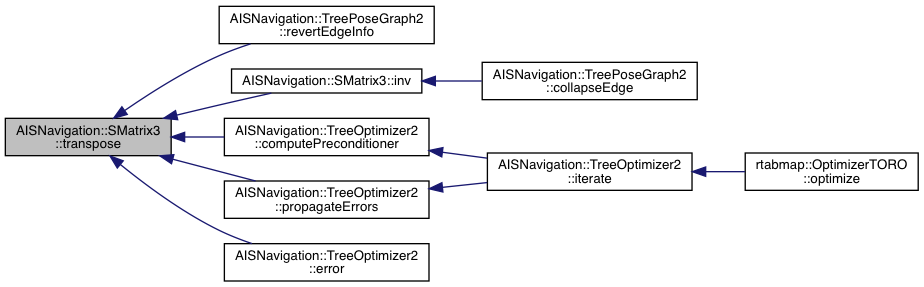 AISNavigation::TreePoseGraph2
::revertEdgeInfo
AISNavigation::SMatrix3::inv
AISNavigation::TreePoseGraph2
::collapseEdge
AISNavigation::SMatrix3
::transpose
AISNavigation::TreeOptimizer2
::computePreconditioner
AISNavigation::TreeOptimizer2
::iterate
rtabmap::OptimizerTORO
::optimize
AISNavigation::TreeOptimizer2
::propagateErrors
AISNavigation::TreeOptimizer2
::error